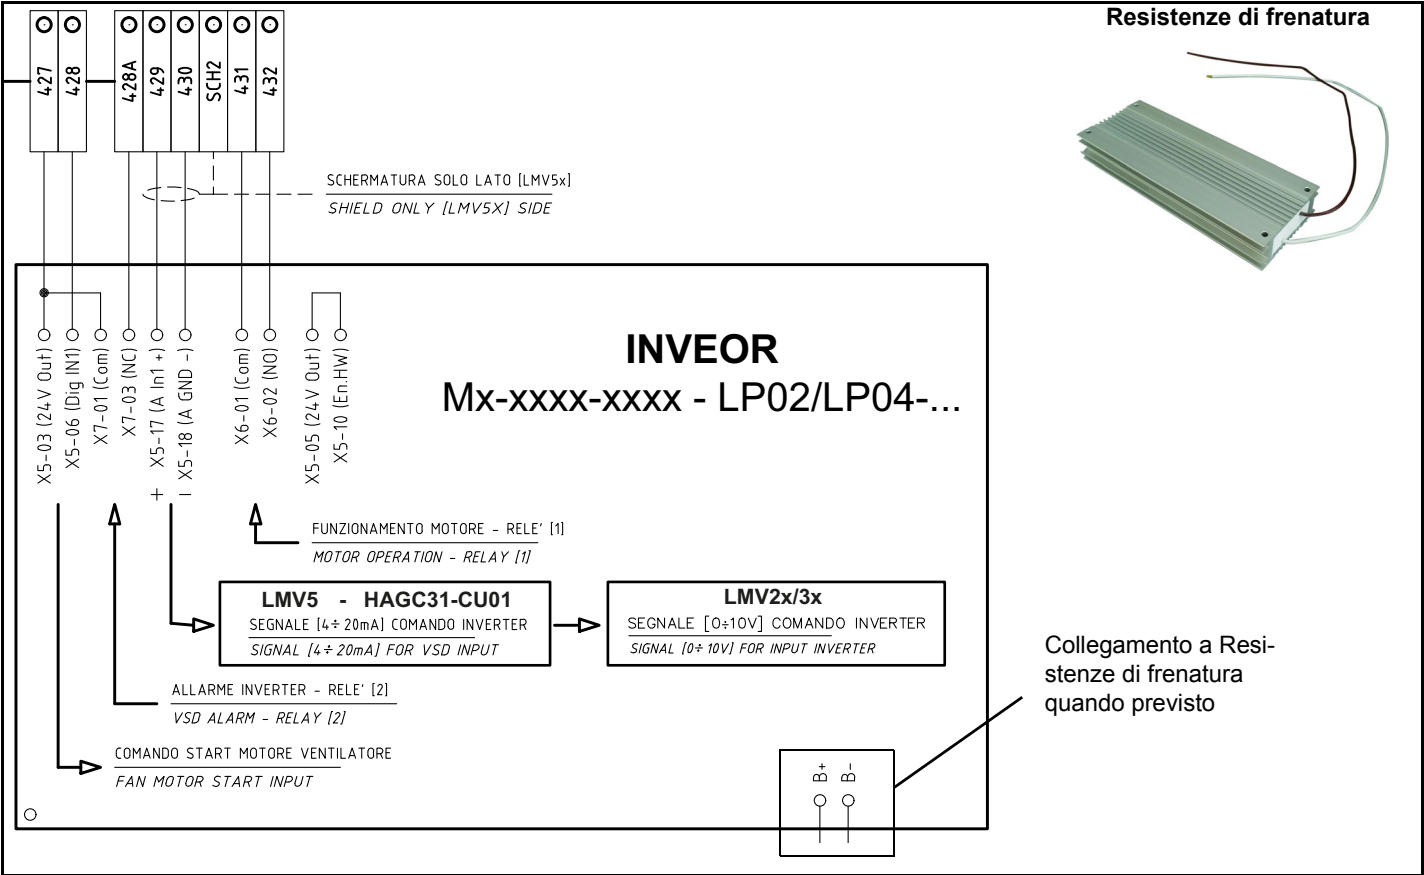 Resistenze di frenatura
427
428
428A
429
430
SCH2
431
432
SCHERMATURA SOLO LATO [LMV5x]
SHIELD ONLY [LMV5X] SIDE
X5-03 (24V Out)
X5-06 (Dig IN1)
X7-01 (Com)
X7-03 (NC)
+ X5-17 (A In1 +)
- X5-18 (A GND -)
X6-01 (Com)
X6-02 (NO)
X5-05 (24V Out)
X5-10 (En.HW)
INVEOR
Mx-xxxx-xxxx - LP02/LP04-...
FUNZIONAMENTO MOTORE - RELE' [1]
MOTOR OPERATION - RELAY [1]
LMV5 - HAGC31-CU01
SEGNALE [4÷20mA] COMANDO INVERTER
SIGNAL [4÷20mA] FOR VSD INPUT
LMV2x/3x
SEGNALE [0÷10V] COMANDO INVERTER
SIGNAL [0÷10V] FOR INPUT INVERTER
Collegamento a Resi-
stenze di frenatura
quando previsto
ALLARME INVERTER - RELE' [2]
VSD ALARM - RELAY [2]
COMANDO START MOTORE VENTILATORE
FAN MOTOR START INPUT
B+
B-